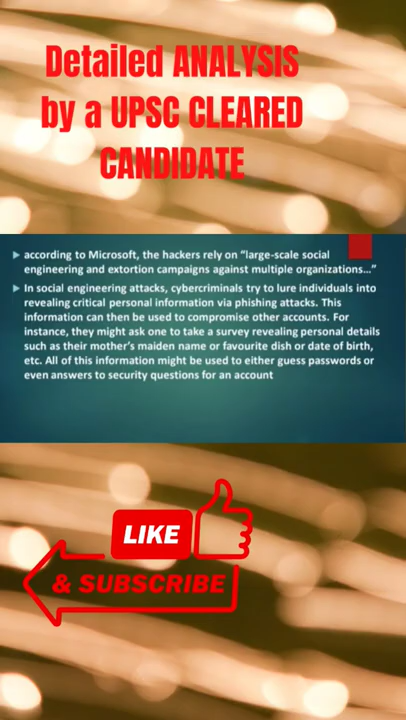 Detailed ANALYSIS
by a UPSC CLEARED
CANDIDATE
according to Microsoft, the hackers rely on “large-scale social
engineering and extortion campaigns against multiple organizations...”
In social engineering attacks, cybercriminals try to lure individuals into
revealing critical personal information via phishing attacks. This
information can then be used to compromise other accounts. For
instance, they might ask one to take a survey revealing personal details
such as their mother’s maiden name or favourite dish or date of birth,
etc. All of this information might be used to either guess passwords or
even answers to security questions for an account
LIKE
& SUBSCRIBE